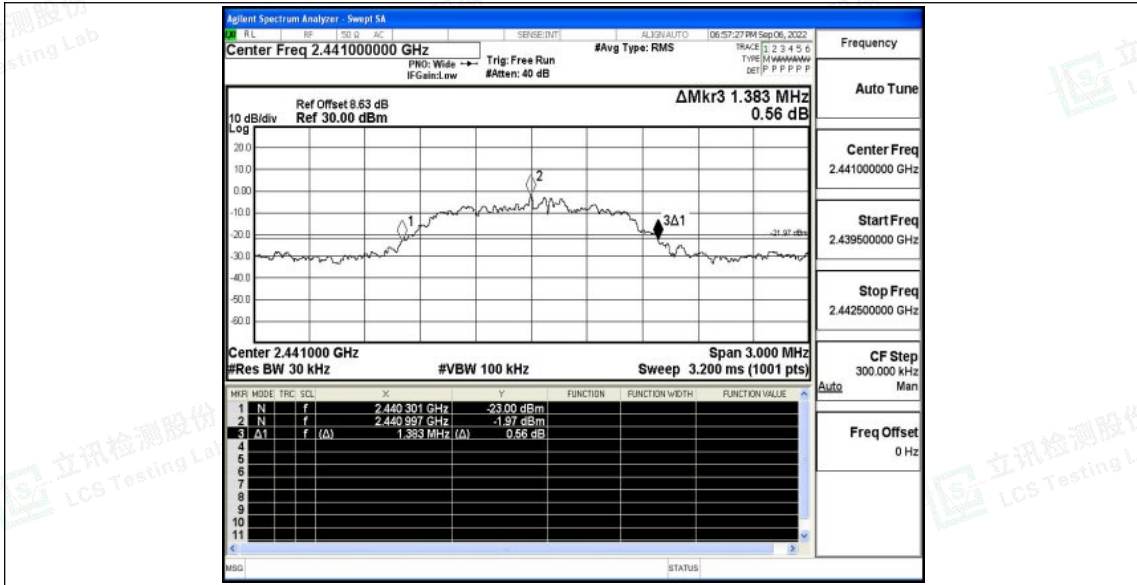 Agilent Spectrum Analyzer - Swept SA
RL RF 50 Ω AC SENSE:INT ALIGNAUTO 06:57:27 PM Sep 06, 2022
Center Freq 2.441000000 GHz #Avg Type: RMS TRACE 1 2 3 4 5 6
PNO: Wide Trig: Free Run TYPE MWWWWW
IFGain:Low #Atten: 40 dB DET P P P P P P
Frequency
Auto Tune
Center Freq
2.441000000 GHz
Start Freq
2.439500000 GHz
Stop Freq
2.442500000 GHz
CF Step
300.000 kHz
Auto Man
Freq Offset
0 Hz
ΔMkr3 1.383 MHz
0.56 dB
Ref Offset 8.63 dB
10 dB/div Ref 30.00 dBm
Log
20.0
10.0
0.00
-10.0
-20.0
-30.0
-40.0
-50.0
-60.0
1
2
3Δ1
-21.97 dBm
Center 2.441000 GHz Span 3.000 MHz
#Res BW 30 kHz #VBW 100 kHz Sweep 3.200 ms (1001 pts)
MKR MODE TRC SCL X Y FUNCTION FUNCTION WIDTH FUNCTION VALUE
1 N f 2.440 301 GHz -23.00 dBm
2 N f 2.440 997 GHz -1.97 dBm
3 Δ1 f (Δ) 1.383 MHz (Δ) 0.56 dB
4
5
6
7
8
9
10
11
MSG STATUS
立讯检测股份
LCS Testing Lab
立讯检测股份
LCS Testing L